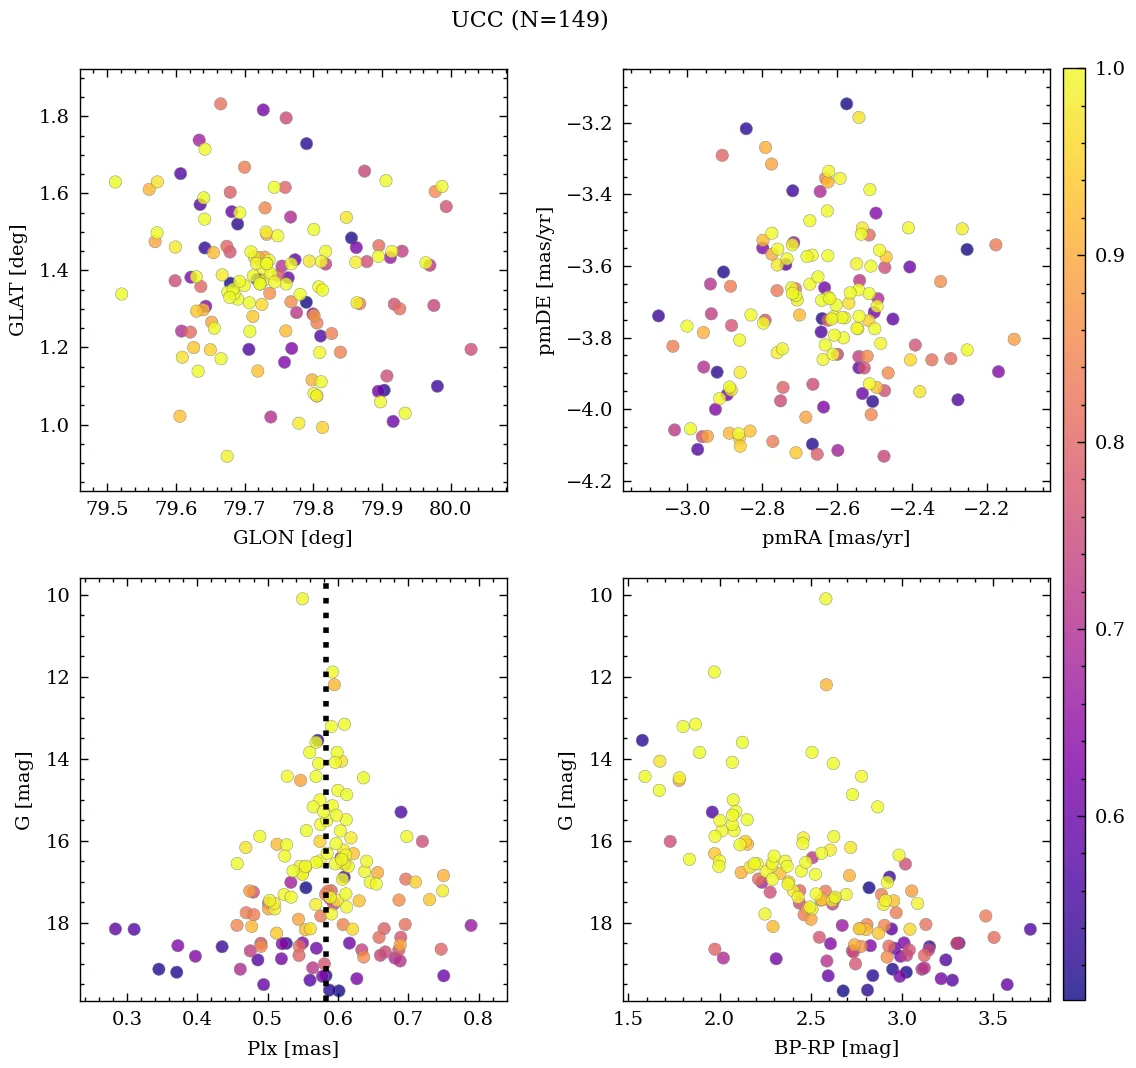 UCC (N=149)
1.8
1.6
1.4
1.2
1.0
GLAT [deg]
79.5 79.6 79.7 79.8 79.9 80.0
GLON [deg]
−3.2
−3.4
−3.6
−3.8
−4.0
−4.2
pmDE [mas/yr]
−3.0 −2.8 −2.6 −2.4 −2.2
pmRA [mas/yr]
10
12
14
16
18
G [mag]
0.3 0.4 0.5 0.6 0.7 0.8
Plx [mas]
10
12
14
16
18
G [mag]
1.5 2.0 2.5 3.0 3.5
BP-RP [mag]
1.0
0.9
0.8
0.7
0.6